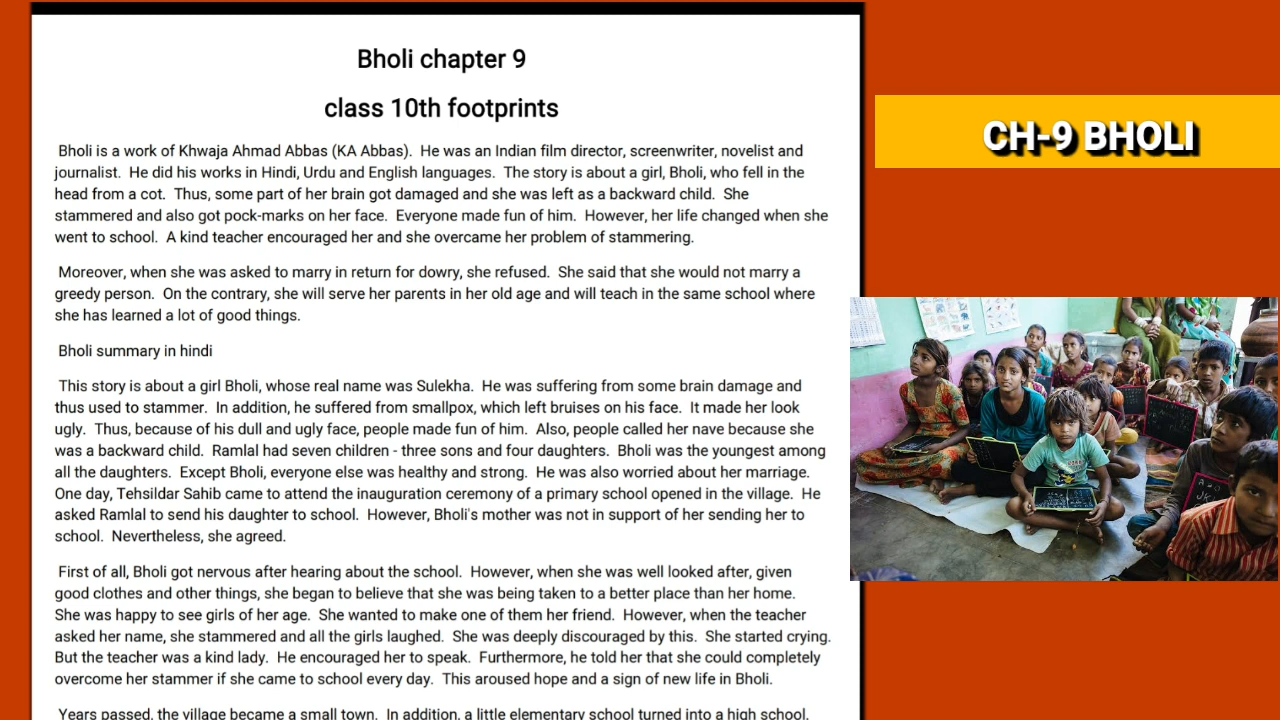 Bholi chapter 9
class 10th footprints
CH-9 BHOLI
Bholi is a work of Khwaja Ahmad Abbas (KA Abbas). He was an Indian film director, screenwriter, novelist and
journalist. He did his works in Hindi, Urdu and English languages. The story is about a girl, Bholi, who fell in the
head from a cot. Thus, some part of her brain got damaged and she was left as a backward child. She
stammered and also got pock-marks on her face. Everyone made fun of him. However, her life changed when she
went to school. A kind teacher encouraged her and she overcame her problem of stammering.
Moreover, when she was asked to marry in return for dowry, she refused. She said that she would not marry a
greedy person. On the contrary, she will serve her parents in her old age and will teach in the same school where
she has learned a lot of good things.
Bholi summary in hindi
This story is about a girl Bholi, whose real name was Sulekha. He was suffering from some brain damage and
thus used to stammer. In addition, he suffered from smallpox, which left bruises on his face. It made her look
ugly. Thus, because of his dull and ugly face, people made fun of him. Also, people called her nave because she
was a backward child. Ramlal had seven children - three sons and four daughters. Bholi was the youngest among
all the daughters. Except Bholi, everyone else was healthy and strong. He was also worried about her marriage.
One day, Tehsildar Sahib came to attend the inauguration ceremony of a primary school opened in the village. He
asked Ramlal to send his daughter to school. However, Bholi's mother was not in support of her sending her to
school. Nevertheless, she agreed.
First of all, Bholi got nervous after hearing about the school. However, when she was well looked after, given
good clothes and other things, she began to believe that she was being taken to a better place than her home.
She was happy to see girls of her age. She wanted to make one of them her friend. However, when the teacher
asked her name, she stammered and all the girls laughed. She was deeply discouraged by this. She started crying.
But the teacher was a kind lady. He encouraged her to speak. Furthermore, he told her that she could completely
overcome her stammer if she came to school every day. This aroused hope and a sign of new life in Bholi.
Years passed, the village became a small town. In addition, a little elementary school turned into a high school.